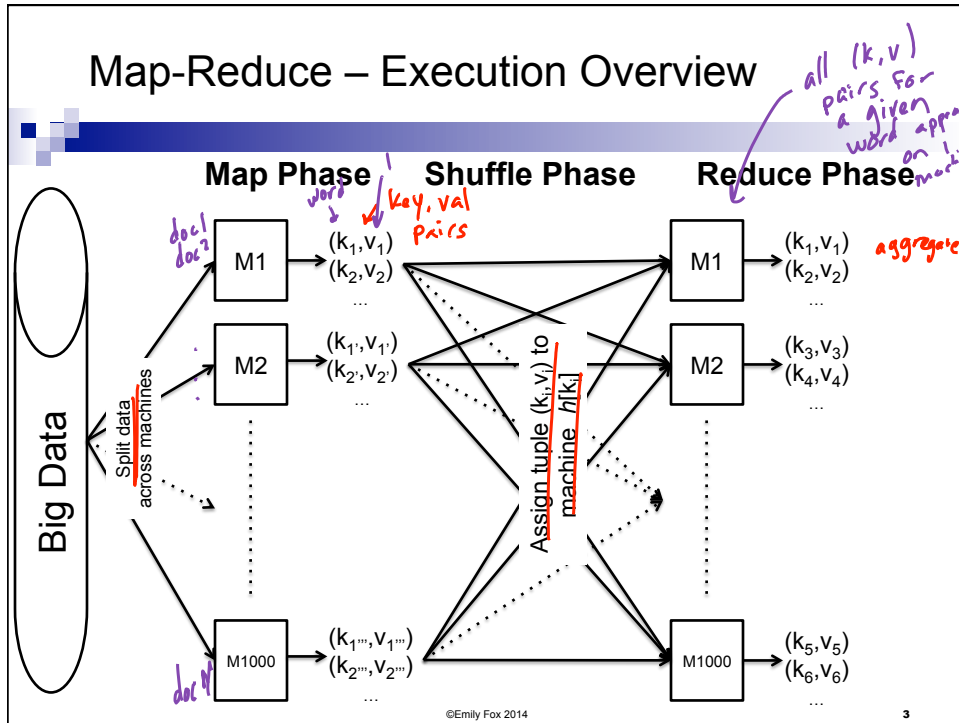 Map-Reduce – Execution Overview
all (k,v)
pairs for
a given
word
on 1
Map Phase Shuffle Phase Reduce Phase
word
key, val
pairs
doc1
doc2
M1
(k₁,v₁)
(k₂,v₂)
...
M1
(k₁,v₁)
(k₂,v₂)
...
aggregate
M2
(k₁',v₁')
(k₂',v₂')
...
M2
(k₃,v₃)
(k₄,v₄)
...
Big Data
Split data
across machines
Assign tuple (kᵢ,vᵢ) to
machine h[kᵢ]
doc N
M1000
(k₁''',v₁''')
(k₂''',v₂''')
...
M1000
(k₅,v₅)
(k₆,v₆)
...
©Emily Fox 2014
3